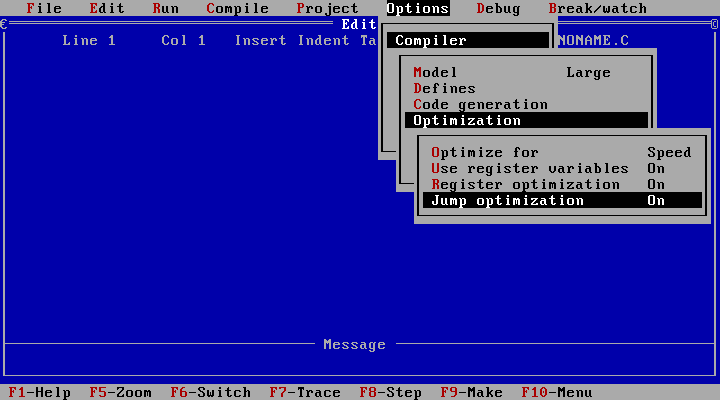 File Edit Run Compile Project Options Debug Break/watch
Edit
Line 1 Col 1 Insert Indent Ta Compiler NONAME.C
Model Large
Defines
Code generation
Optimization
Optimize for Speed
Use register variables On
Register optimization On
Jump optimization On
Message
F1-Help F5-Zoom F6-Switch F7-Trace F8-Step F9-Make F10-Menu